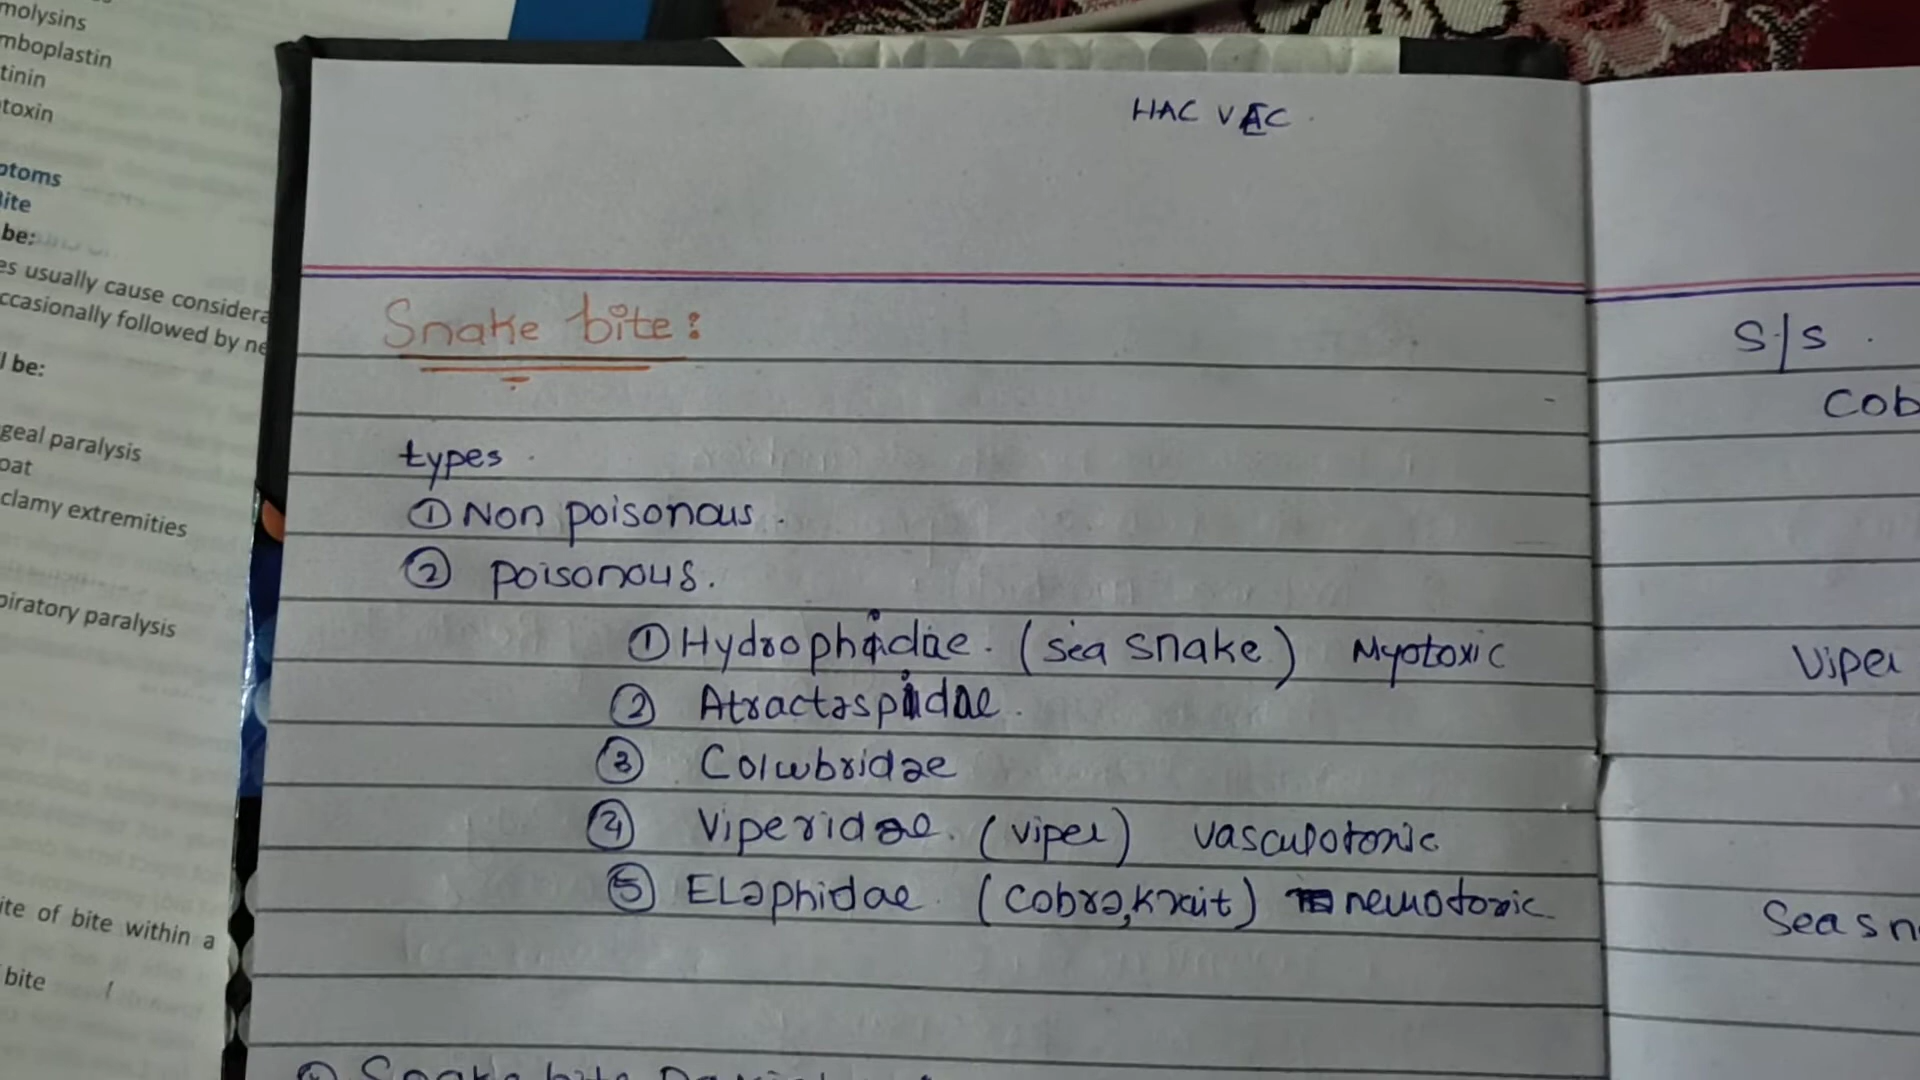 molysins
mboplastin
tinin
toxin
ptoms
Bite
be:
es usually cause considera
ccasionally followed by ne
l be:
geal paralysis
oat
clamy extremities
piratory paralysis
ite of bite within a
bite
HAC VAC.
Snake bite:
types.
① Non poisonous.
② poisonous.
① Hydrophidae. (sea snake) Myotoxic
② Atractaspidae.
③ Colubridae
④ Viperidae. (viper) vasculotoxic
⑤ Elaphidae. (cobra, krait) neurotoxic.
Snake bite
S/S.
Cob
Viper
Sea sn